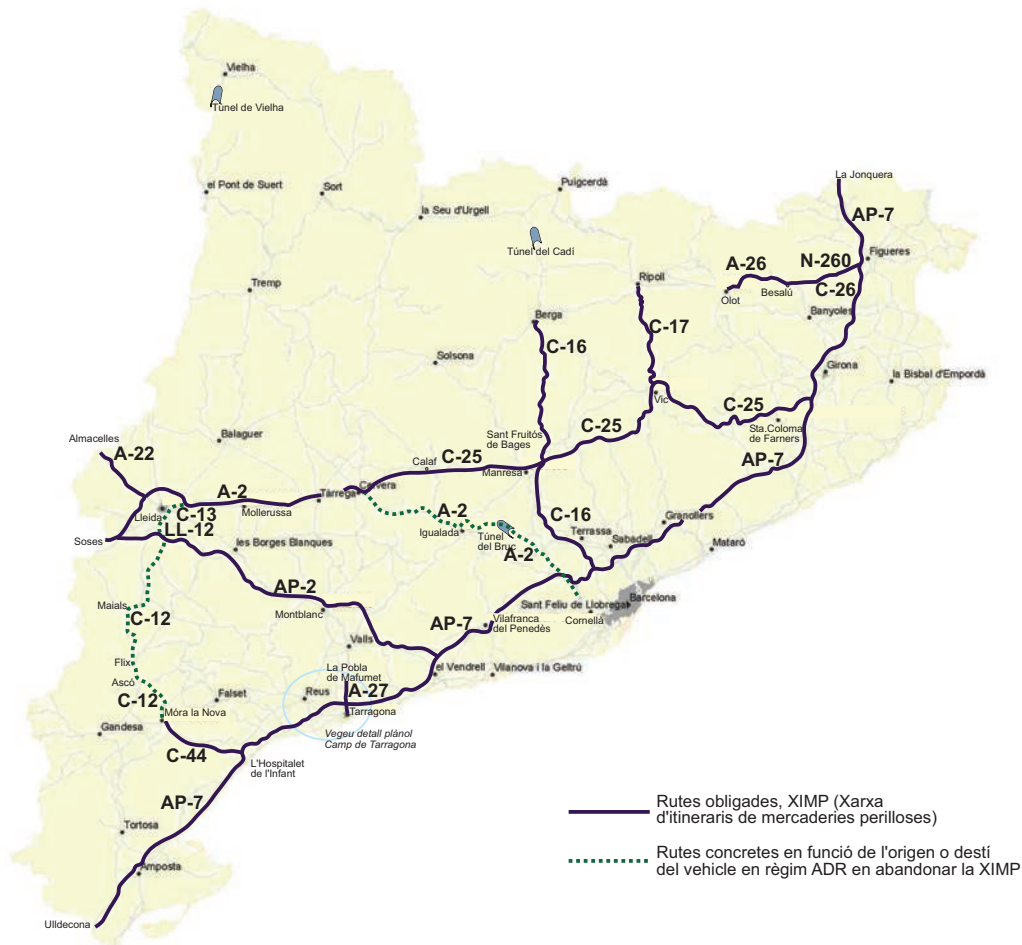 Vielha
Túnel de Vielha
el Pont de Suert
Sort
Puigcerdà
la Seu d'Urgell
La Jonquera
AP-7
Túnel del Cadí
N-260
Figueres
A-26
Ripoll
Tremp
Olot
Besalú
C-26
Banyoles
Berga
C-17
C-16
Solsona
Girona
la Bisbal d'Empordà
Vic
C-25
Sta.Coloma
de Farners
Almacelles
Balaguer
Sant Fruitós
de Bages
C-25
A-22
Calaf
C-25
Manresa
AP-7
A-2
Tàrrega
Cervera
Mollerussa
Lleida
C-13
LL-12
A-2
Igualada
Túnel
del Bruc
A-2
C-16
Terrassa
Sabadell
Granollers
Mataró
Soses
les Borges Blanques
AP-2
Maials
C-12
Montblanc
Sant Feliu de Llobregat
Barcelona
Cornellà
AP-7
Vilafranca
del Penedès
Valls
Flix
Ascó
La Pobla
de Mafumet
el Vendrell
Vilanova i la Geltrú
C-12
Falset
Reus
A-27
Móra la Nova
Tarragona
Gandesa
Vegeu detall plànol
Camp de Tarragona
C-44
L'Hospitalet
de l'Infant
AP-7
Tortosa
Amposta
Ulldecona
Rutes obligades, XIMP (Xarxa
d'itineraris de mercaderies perilloses)
Rutes concretes en funció de l'origen o destí
del vehicle en règim ADR en abandonar la XIMP